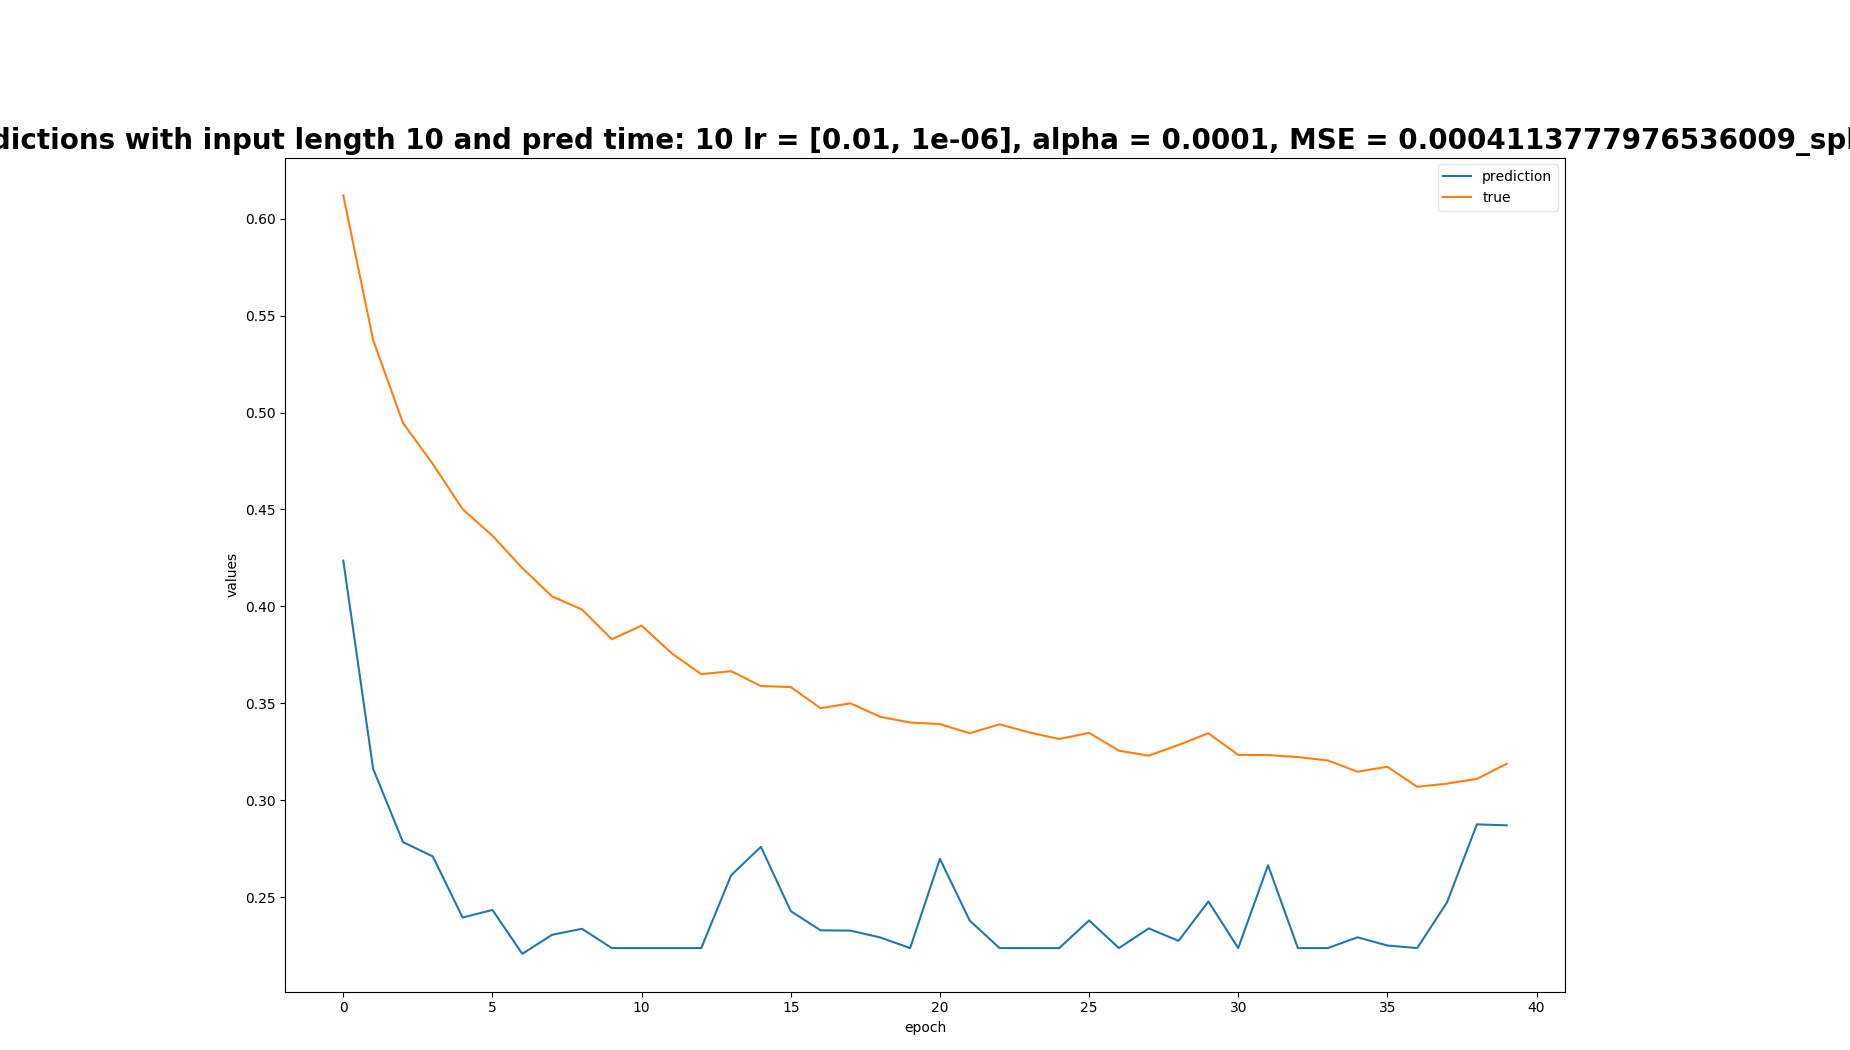 dictions with input length 10 and pred time: 10 lr = [0.01, 1e-06], alpha = 0.0001, MSE = 0.0004113777976536009_spl
prediction
true
0.60
0.55
0.50
0.45
0.40
0.35
0.30
0.25
values
0 5 10 15 20 25 30 35 40
epoch